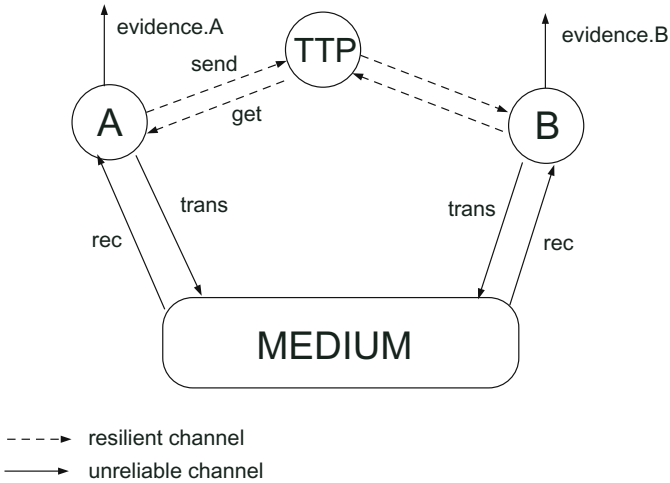 evidence.A
TTP
evidence.B
send
get
A
B
trans
trans
rec
rec
MEDIUM
resilient channel
unreliable channel